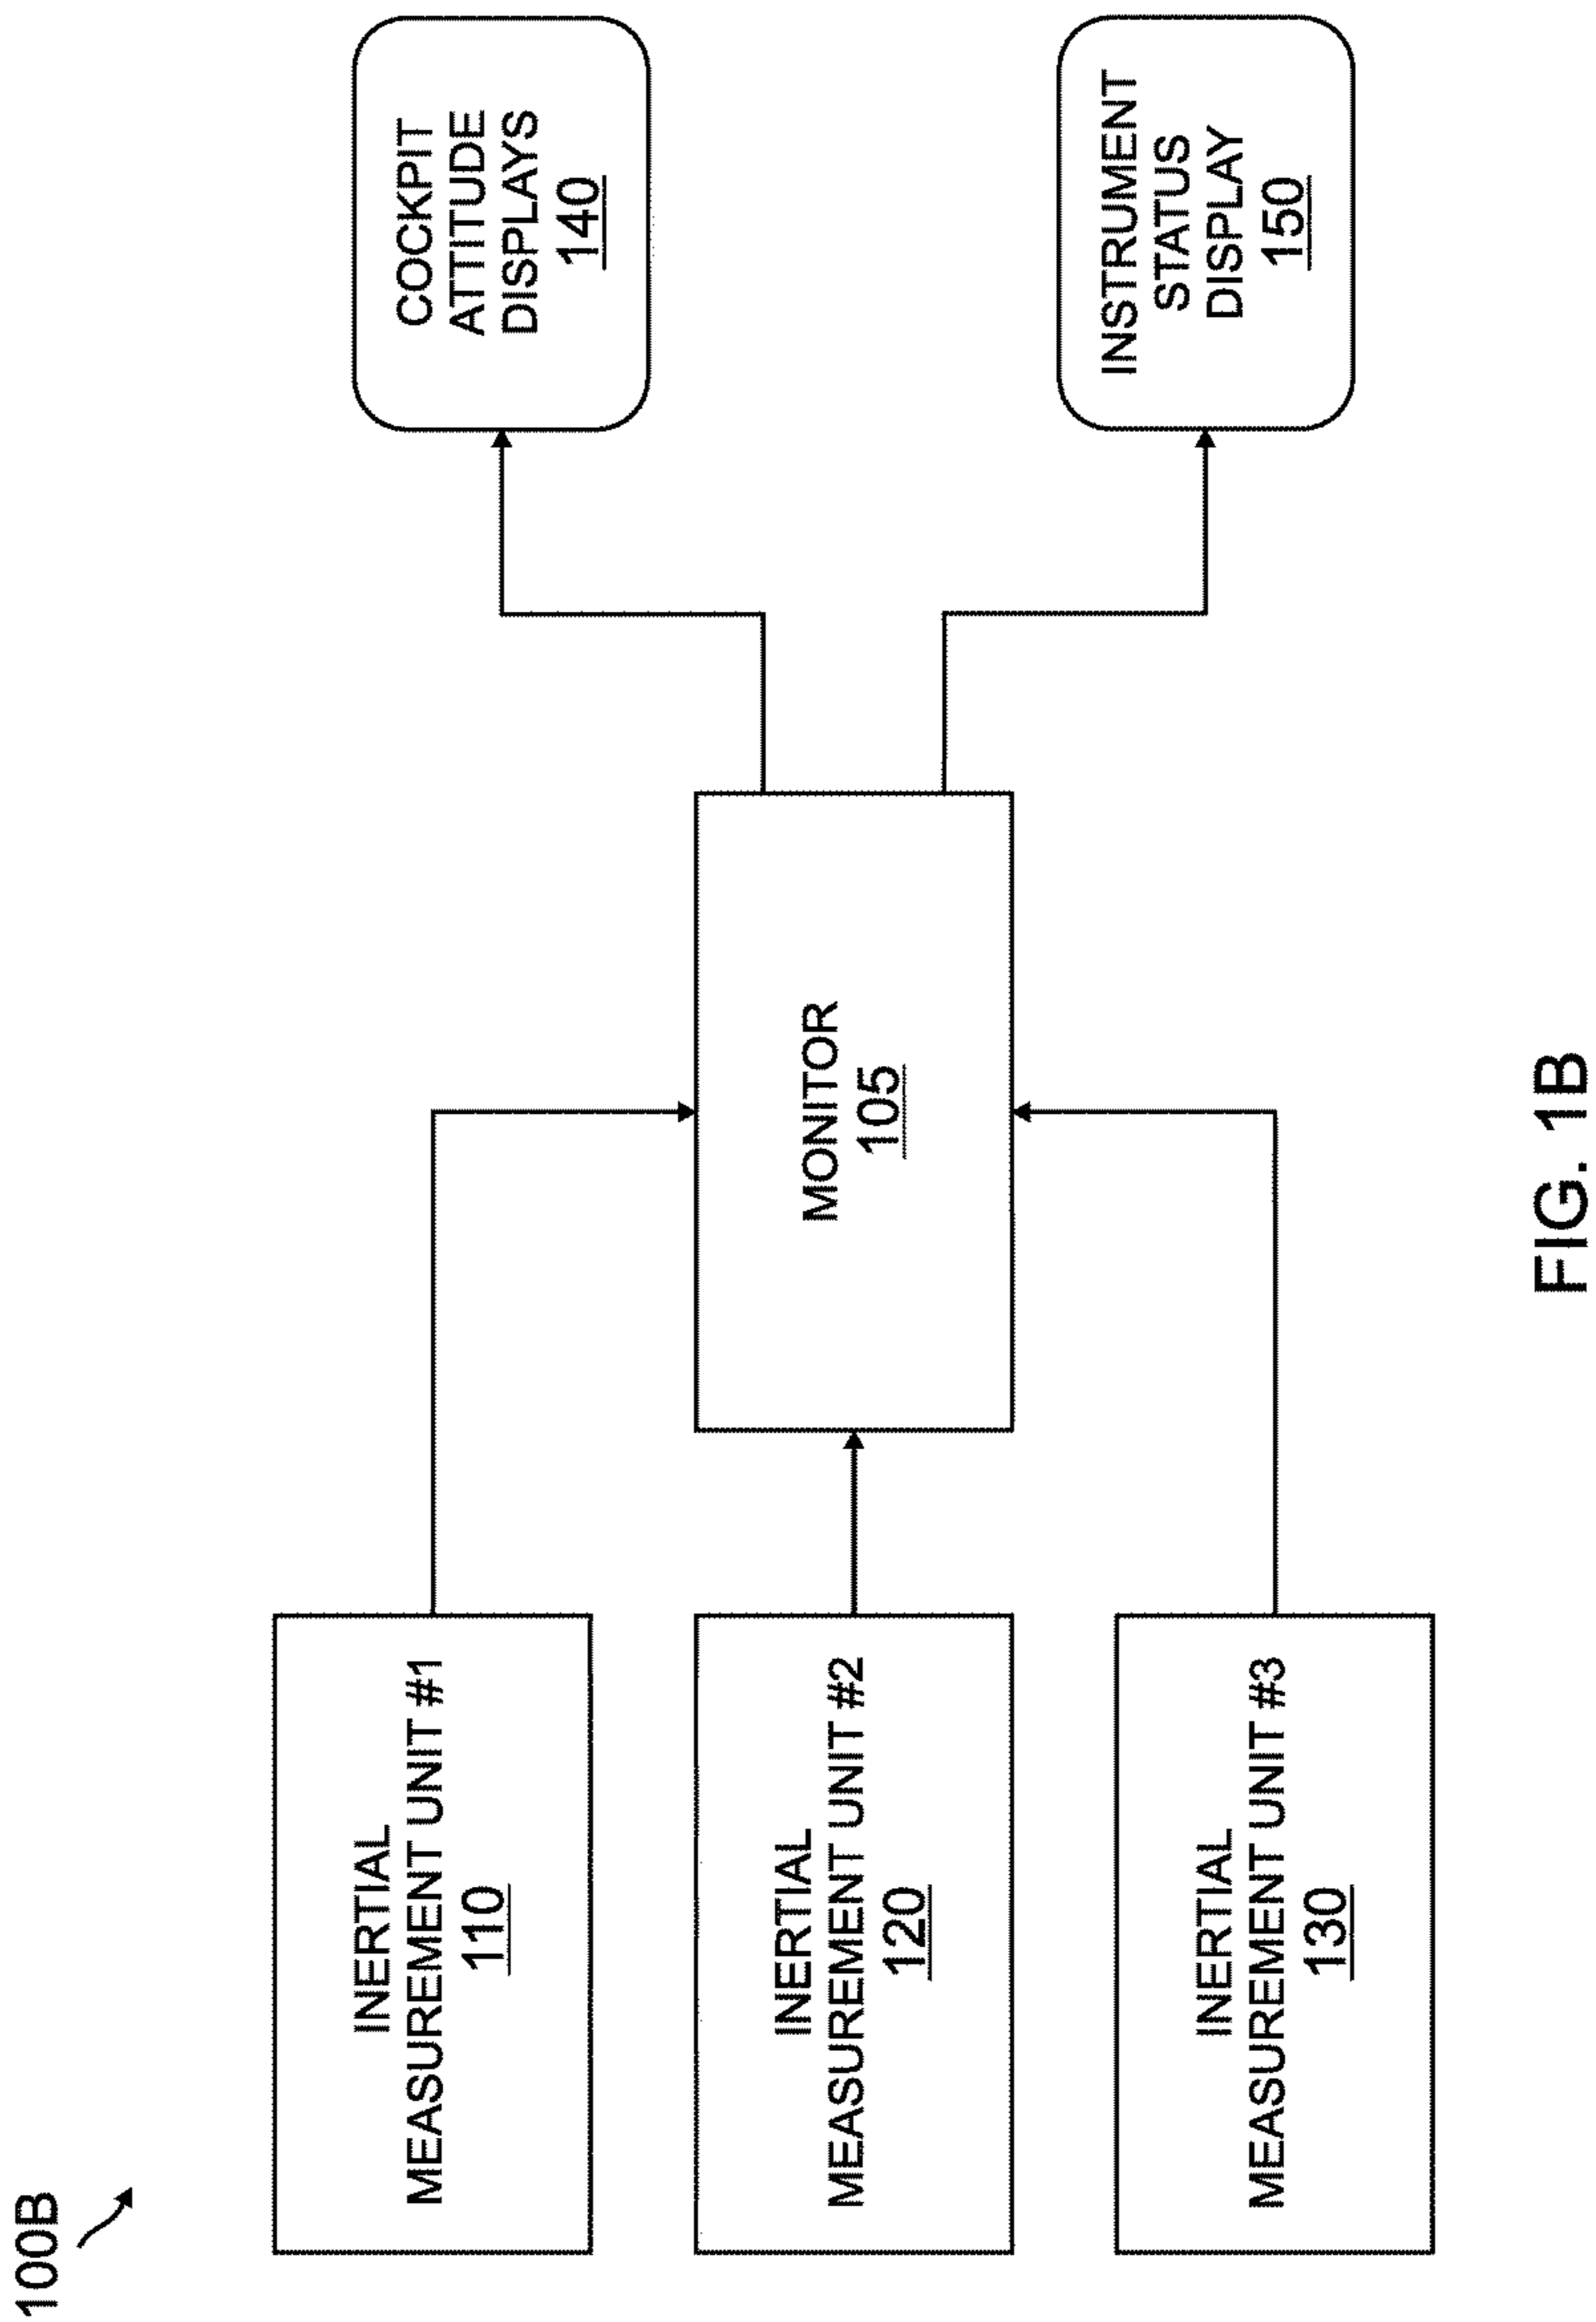 100B
INERTIAL
MEASUREMENT UNIT #1
110
INERTIAL
MEASUREMENT UNIT #2
120
INERTIAL
MEASUREMENT UNIT #3
130
MONITOR
105
COCKPIT
ATTITUDE
DISPLAYS
140
INSTRUMENT
STATUS
DISPLAY
150
FIG. 1B